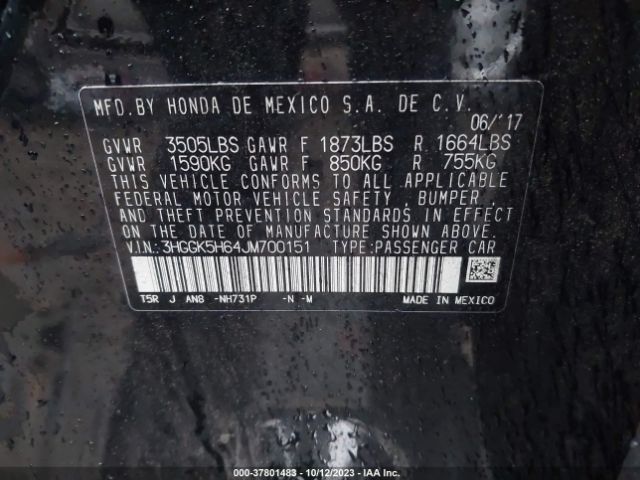 MFD.BY HONDA DE MEXICO S.A. DE C.V.
06/'17
GVWR 3505LBS GAWR F 1873LBS R 1664LBS
GVWR 1590KG GAWR F 850KG R 755KG
THIS VEHICLE CONFORMS TO ALL APPLICABLE
FEDERAL MOTOR VEHICLE SAFETY, BUMPER,
AND THEFT PREVENTION STANDARDS IN EFFECT
ON THE DATE OF MANUFACTURE SHOWN ABOVE.
V.I.N.: 3HGGK5H64JM700151 TYPE:PASSENGER CAR
T5R J AN8 -NH731P -N -M MADE IN MEXICO
000-37801483 - 10/12/2023 - IAA Inc.